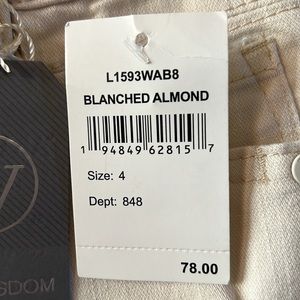 L1593WAB8
BLANCHED ALMOND
1 94849 62815 7
Size: 4
Dept: 848
78.00